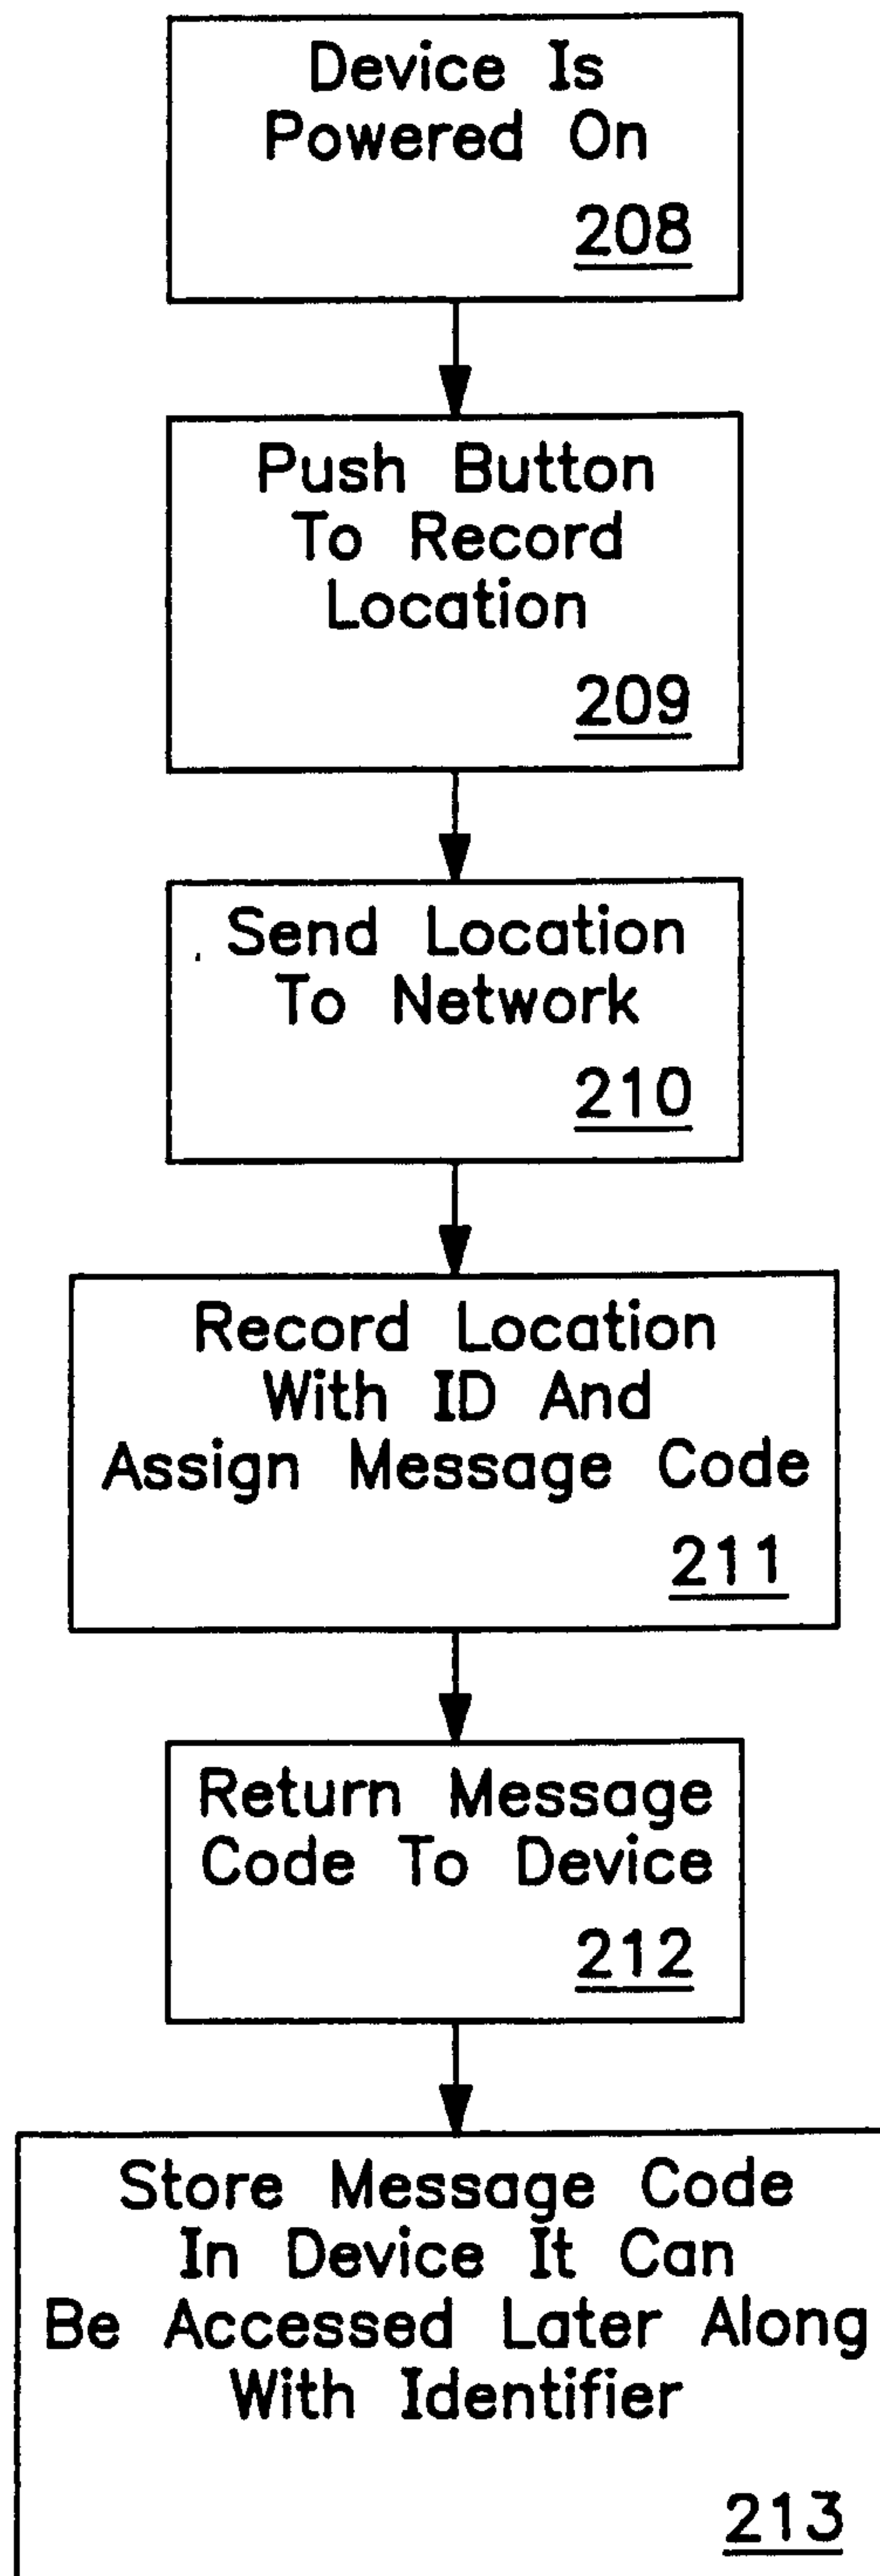 Device Is
Powered On
208
Push Button
To Record
Location
209
Send Location
To Network
210
Record Location
With ID And
Assign Message Code
211
Return Message
Code To Device
212
Store Message Code
In Device It Can
Be Accessed Later Along
With Identifier
213